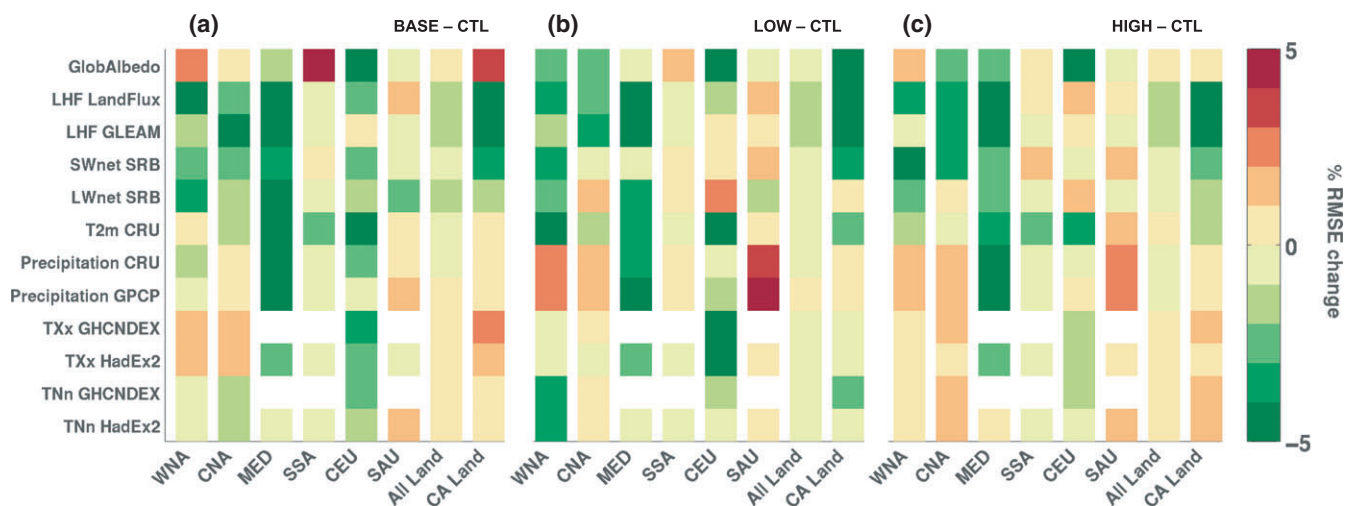 (a) BASE – CTL
(b) LOW – CTL
(c) HIGH – CTL
GlobAlbedo
LHF LandFlux
LHF GLEAM
SWnet SRB
LWnet SRB
T2m CRU
Precipitation CRU
Precipitation GPCP
TXx GHCNDEX
TXx HadEx2
TNn GHCNDEX
TNn HadEx2
WNA CNA MED SSA CEU SAU All Land CA Land
WNA CNA MED SSA CEU SAU All Land CA Land
WNA CNA MED SSA CEU SAU All Land CA Land
5
0
–5
% RMSE change